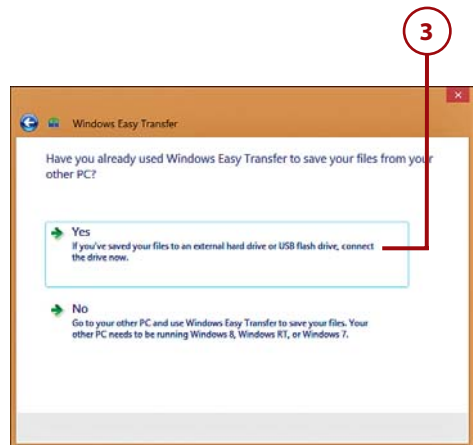 3
Windows Easy Transfer
Have you already used Windows Easy Transfer to save your files from your
other PC?
Yes
If you've saved your files to an external hard drive or USB flash drive, connect
the drive now.
No
Go to your other PC and use Windows Easy Transfer to save your files. Your
other PC needs to be running Windows 8, Windows RT, or Windows 7.